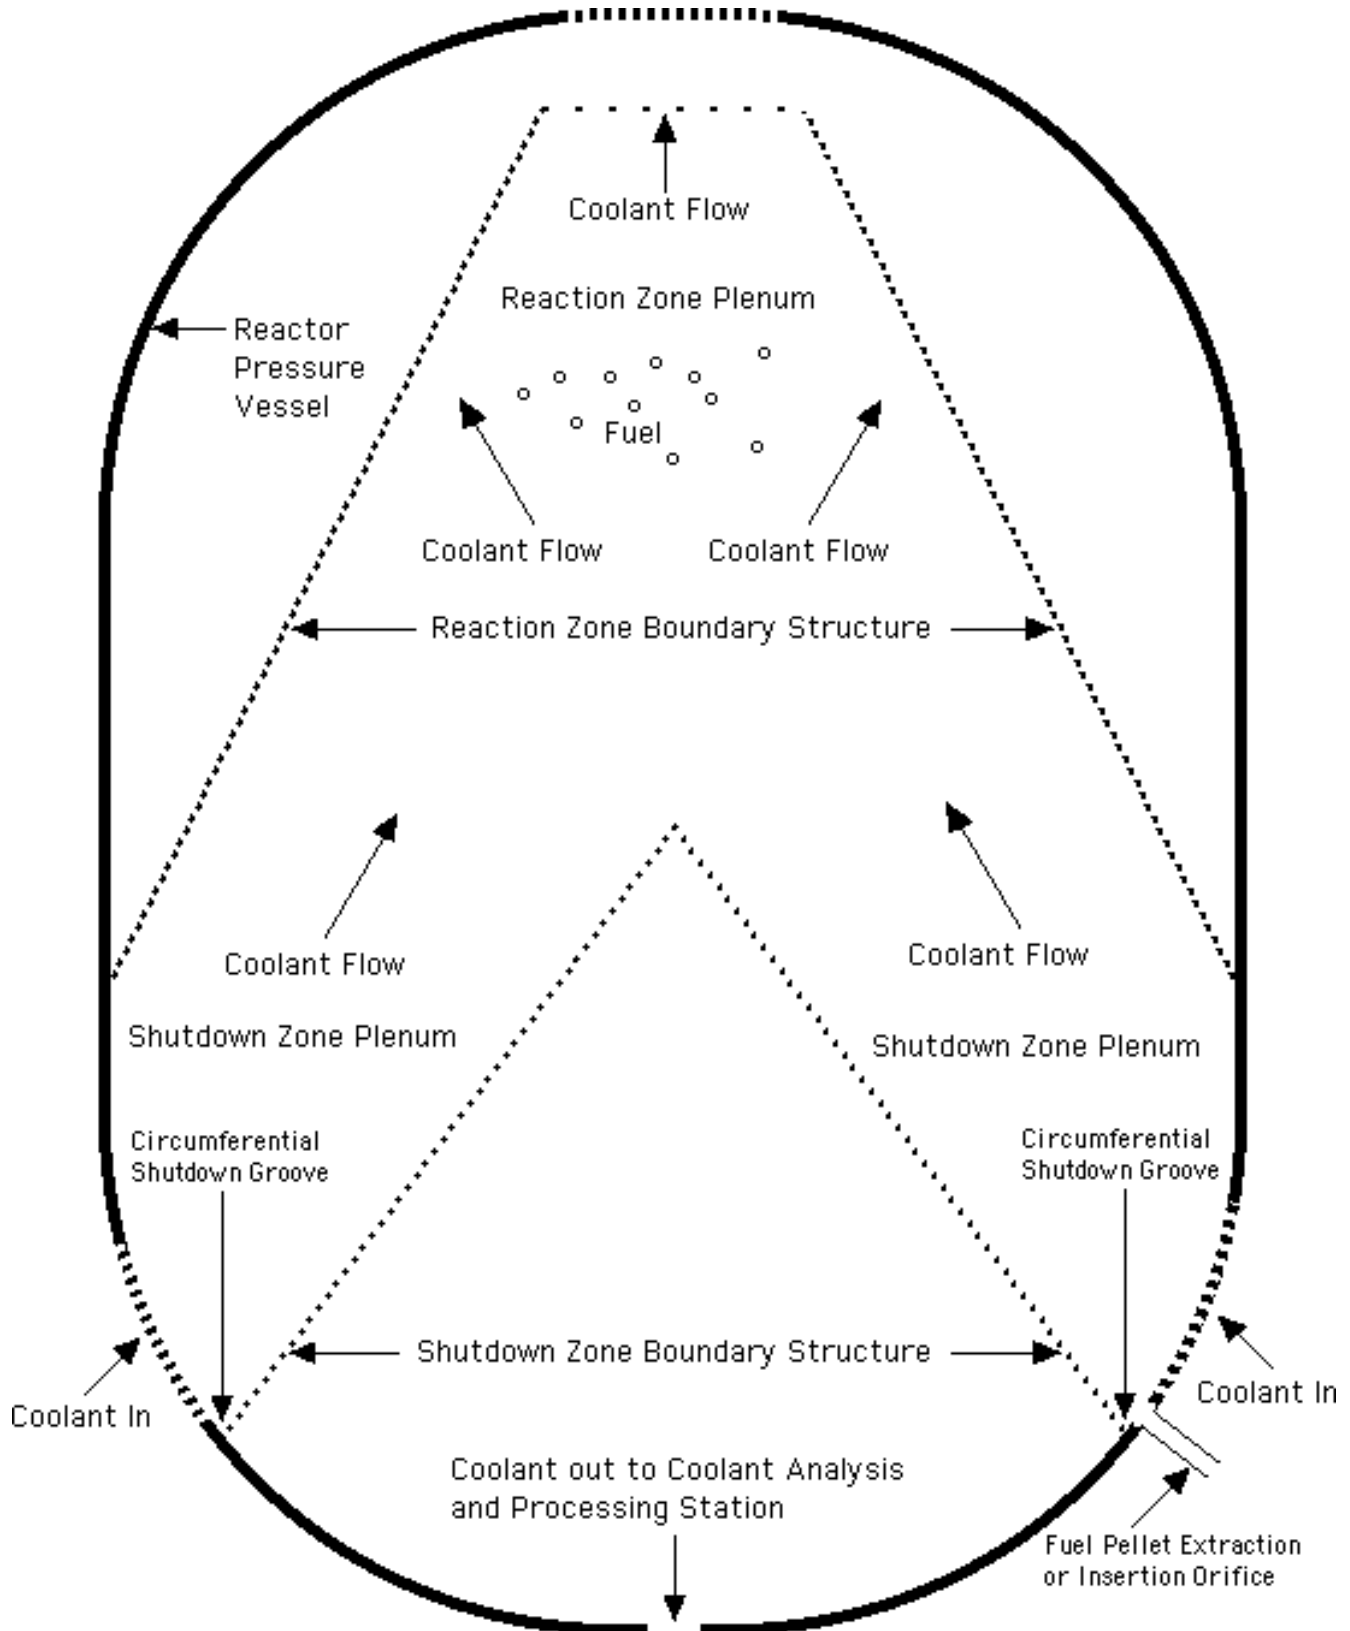 Coolant Flow
Reaction Zone Plenum
Reactor
Pressure
Vessel
Fuel
Coolant Flow
Coolant Flow
Reaction Zone Boundary Structure
Coolant Flow
Coolant Flow
Shutdown Zone Plenum
Shutdown Zone Plenum
Circumferential
Shutdown Groove
Circumferential
Shutdown Groove
Shutdown Zone Boundary Structure
Coolant In
Coolant In
Coolant out to Coolant Analysis
and Processing Station
Fuel Pellet Extraction
or Insertion Orifice